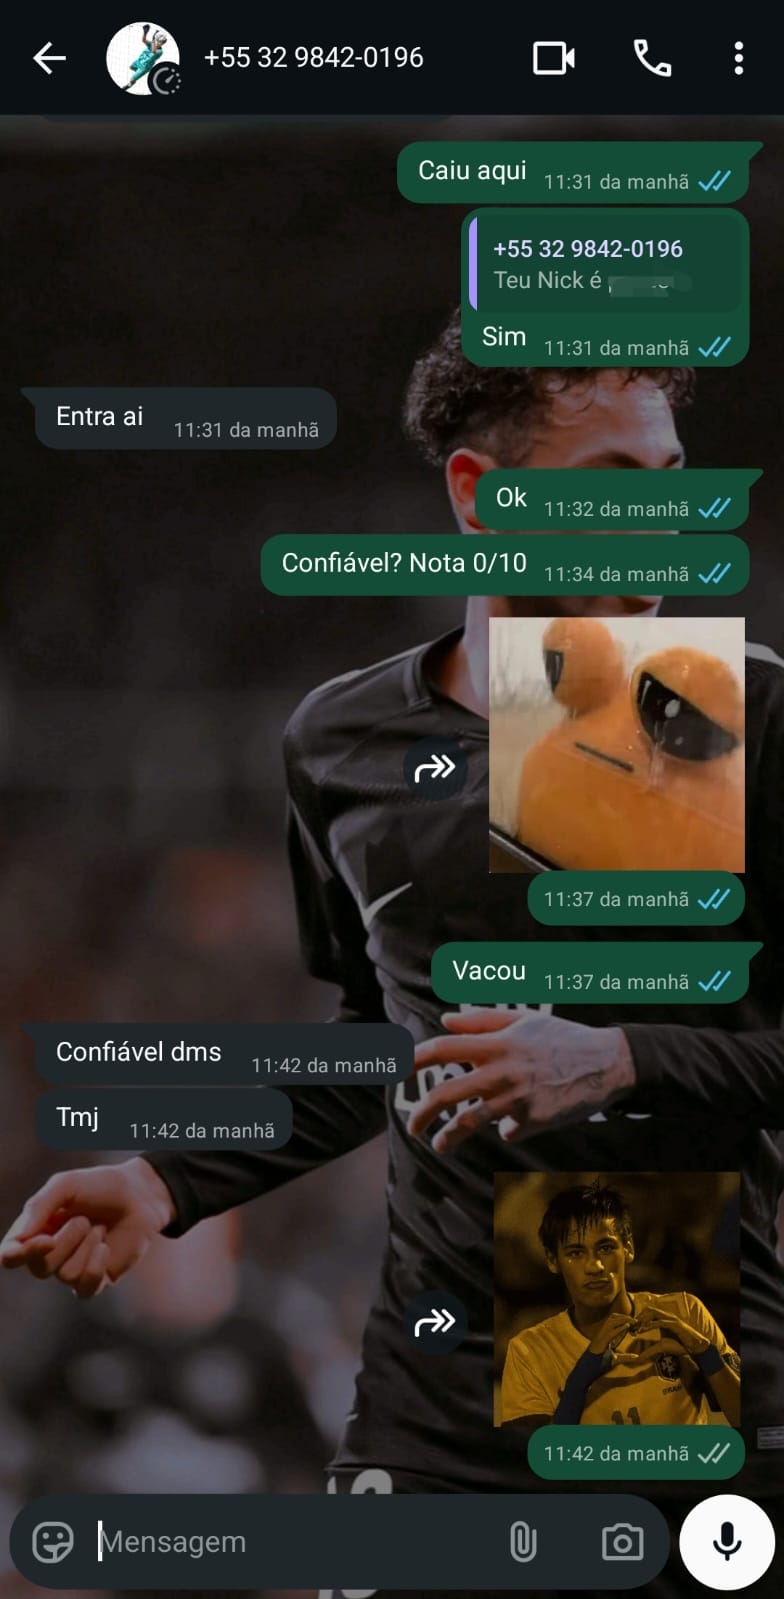 +55 32 9842-0196
Caiu aqui 11:31 da manhã
+55 32 9842-0196
Teu Nick é
Sim 11:31 da manhã
Entra ai 11:31 da manhã
Ok 11:32 da manhã
Confiável? Nota 0/10 11:34 da manhã
11:37 da manhã
Vacou 11:37 da manhã
Confiável dms 11:42 da manhã
Tmj 11:42 da manhã
11
11:42 da manhã
Mensagem